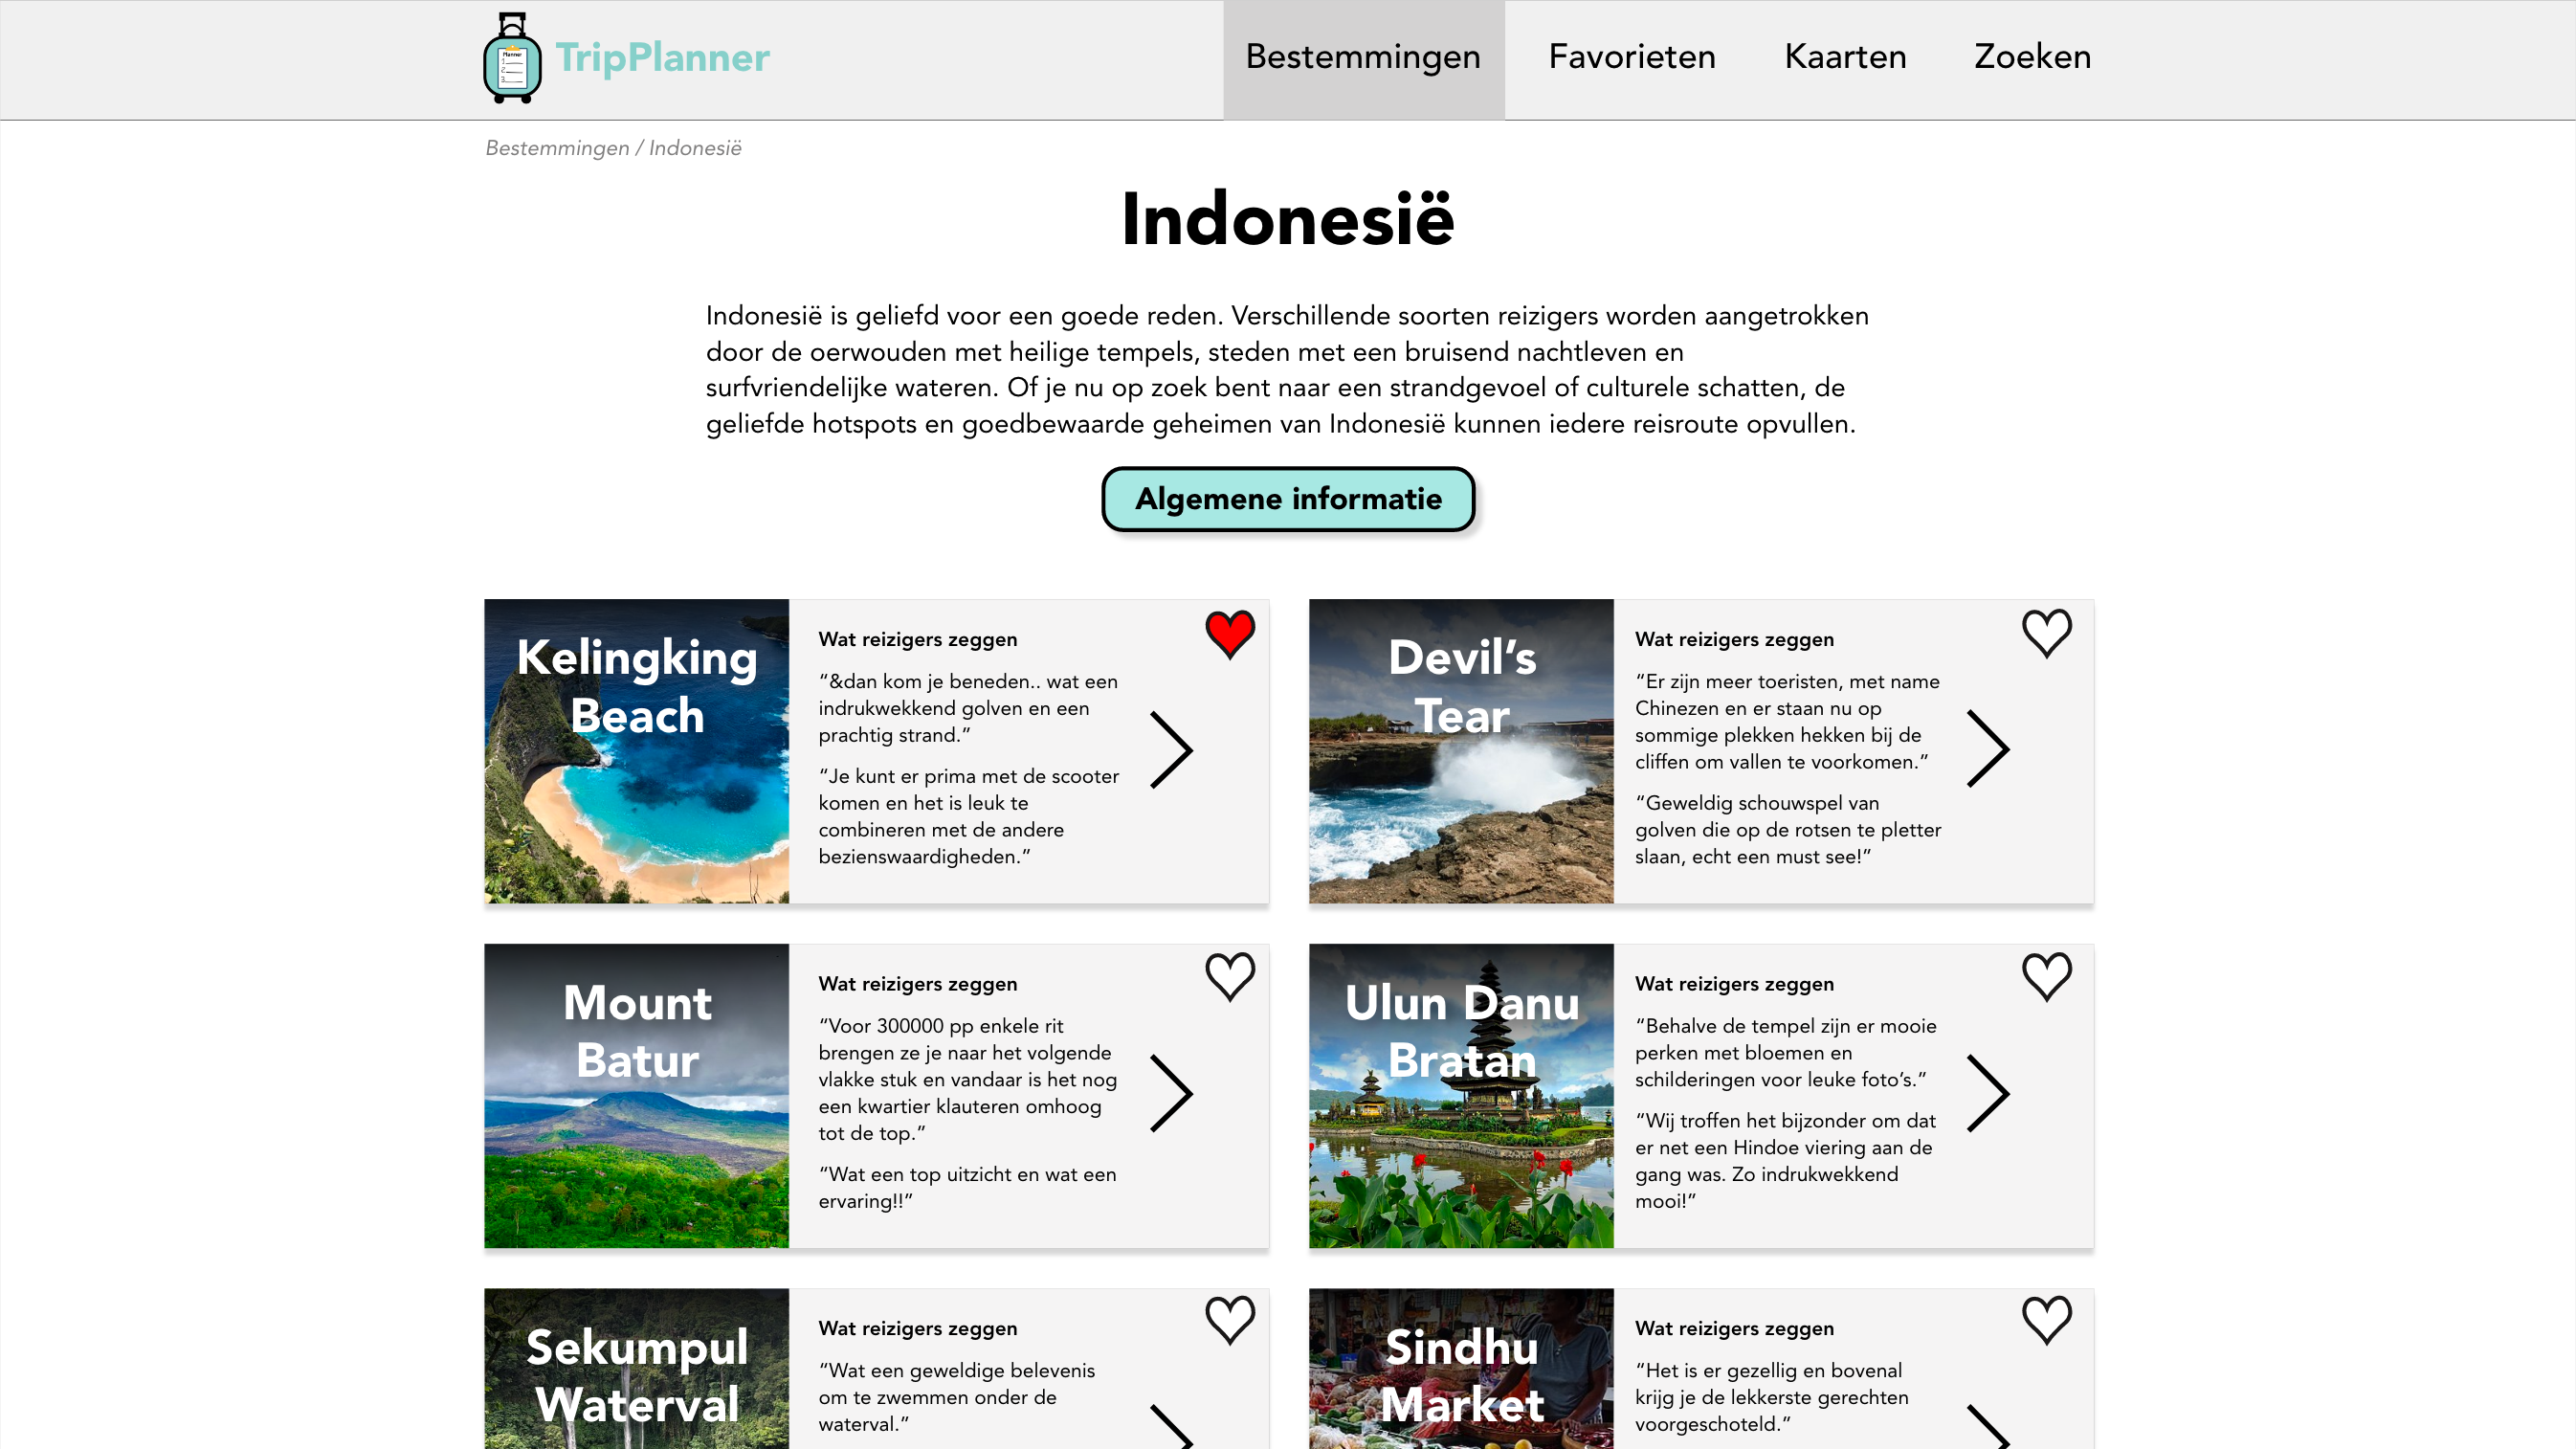 Planner
1.
2.
3.
TripPlanner
Bestemmingen
Favorieten
Kaarten
Zoeken
Bestemmingen / Indonesië
Indonesië
Indonesië is geliefd voor een goede reden. Verschillende soorten reizigers worden aangetrokken
door de oerwouden met heilige tempels, steden met een bruisend nachtleven en
surfvriendelijke wateren. Of je nu op zoek bent naar een strandgevoel of culturele schatten, de
geliefde hotspots en goedbewaarde geheimen van Indonesië kunnen iedere reisroute opvullen.
Algemene informatie
Kelingking
Beach
Wat reizigers zeggen
“&dan kom je beneden.. wat een
indrukwekkend golven en een
prachtig strand.”
“Je kunt er prima met de scooter
komen en het is leuk te
combineren met de andere
bezienswaardigheden.”
Devil’s
Tear
Wat reizigers zeggen
“Er zijn meer toeristen, met name
Chinezen en er staan nu op
sommige plekken hekken bij de
cliffen om vallen te voorkomen.”
“Geweldig schouwspel van
golven die op de rotsen te pletter
slaan, echt een must see!”
Mount
Batur
Wat reizigers zeggen
“Voor 300000 pp enkele rit
brengen ze je naar het volgende
vlakke stuk en vandaar is het nog
een kwartier klauteren omhoog
tot de top.”
“Wat een top uitzicht en wat een
ervaring!!”
Ulun Danu
Bratan
Wat reizigers zeggen
“Behalve de tempel zijn er mooie
perken met bloemen en
schilderingen voor leuke foto’s.”
“Wij troffen het bijzonder om dat
er net een Hindoe viering aan de
gang was. Zo indrukwekkend
mooi!”
Sekumpul
Waterval
Wat reizigers zeggen
“Wat een geweldige belevenis
om te zwemmen onder de
waterval.”
Sindhu
Market
Wat reizigers zeggen
“Het is er gezellig en bovenal
krijg je de lekkerste gerechten
voorgeschoteld.”